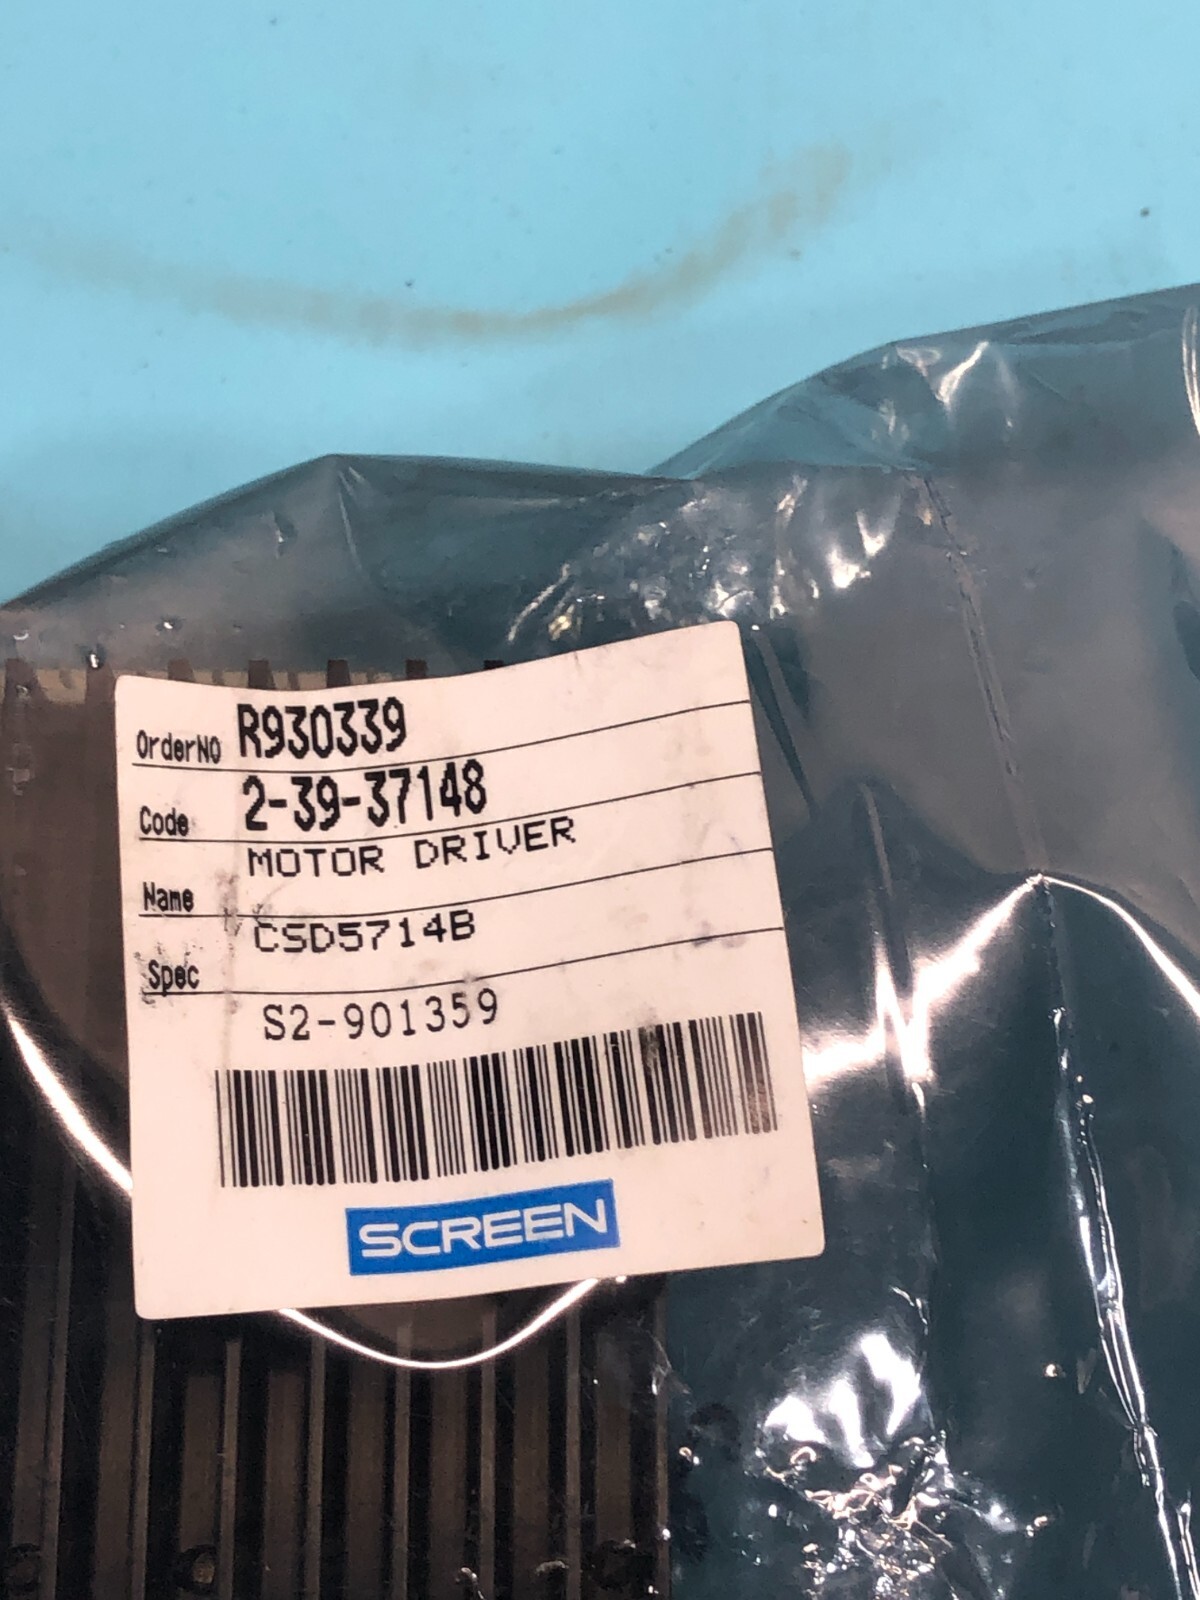 OrderNO R930339
Code 2-39-37148
Name MOTOR DRIVER
Spec CSD5714B
S2-901359
SCREEN